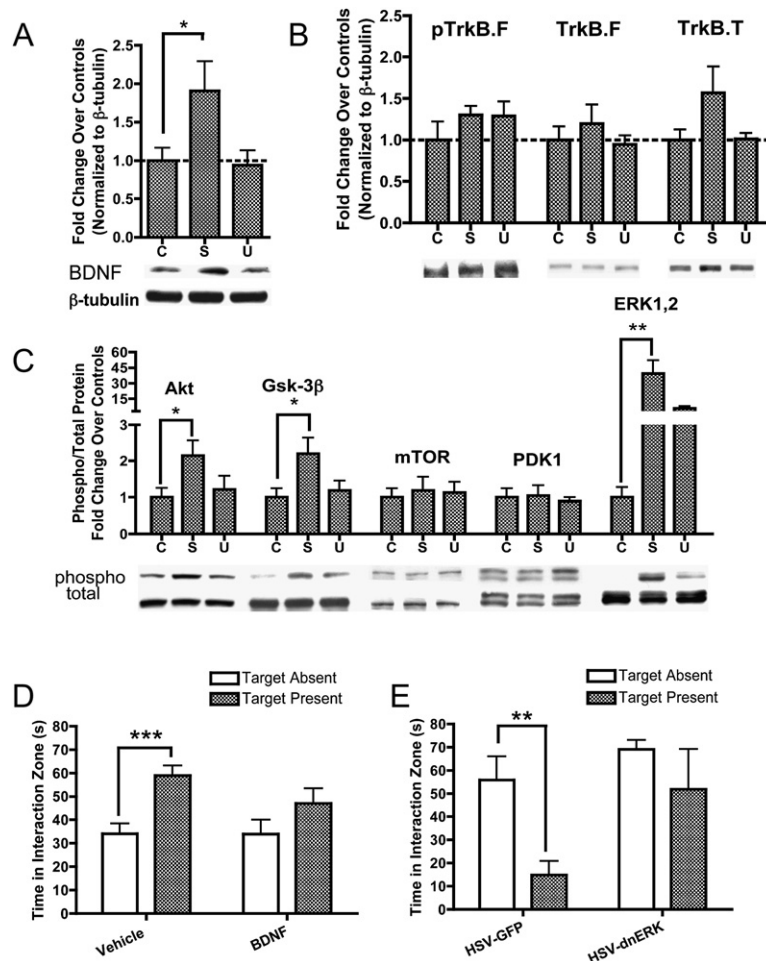 A
Fold Change Over Controls
(Normalized to β-tubulin)
2.5
2.0
1.5
1.0
0.5
0.0
*
C S U
BDNF
β-tubulin
B
Fold Change Over Controls
(Normalized to β-tubulin)
2.5
2.0
1.5
1.0
0.5
0.0
pTrkB.F TrkB.F TrkB.T
C S U C S U C S U
C
Phospho/Total Protein
Fold Change Over Controls
60
45
30
15
3
2
1
0
Akt
*
Gsk-3β
*
mTOR
PDK1
ERK1,2
**
C S U C S U C S U C S U C S U
phospho
total
D
Target Absent
Target Present
Time in Interaction Zone (s)
80
70
60
50
40
30
20
10
0
***
Vehicle
BDNF
E
Target Absent
Target Present
Time in Interaction Zone (s)
80
70
60
50
40
30
20
10
0
**
HSV-GFP
HSV-dnERK